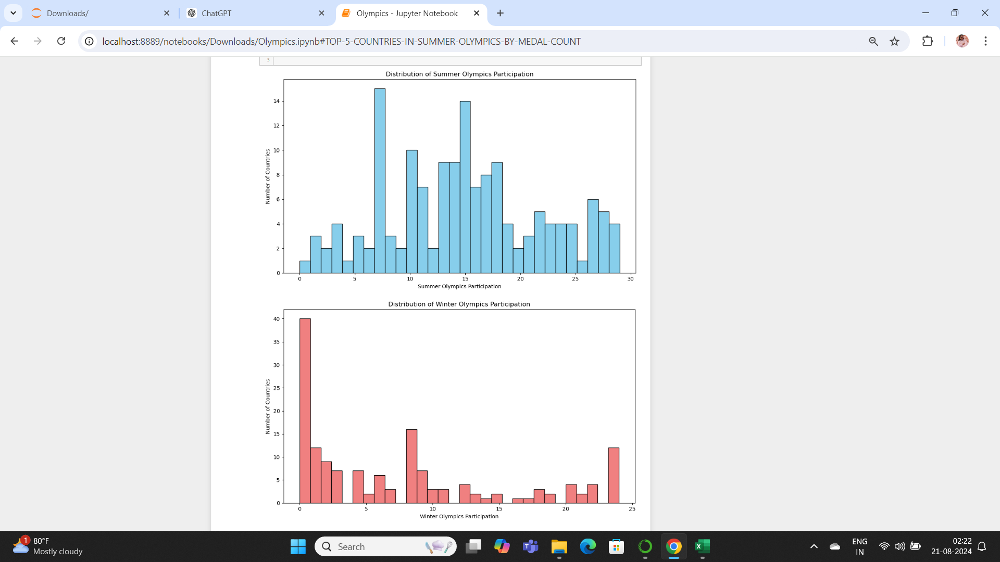 Downloads/
ChatGPT
Olympics - Jupyter Notebook
localhost:8889/notebooks/Downloads/Olympics.ipynb#TOP-5-COUNTRIES-IN-SUMMER-OLYMPICS-BY-MEDAL-COUNT
3
Distribution of Summer Olympics Participation
14
12
10
8
6
4
2
0
Number of Countries
0 5 10 15 20 25 30
Summer Olympics Participation
Distribution of Winter Olympics Participation
40
35
30
25
20
15
10
5
0
Number of Countries
0 5 10 15 20 25
Winter Olympics Participation
1
80°F
Mostly cloudy
Search
ENG
IN
02:22
21-08-2024